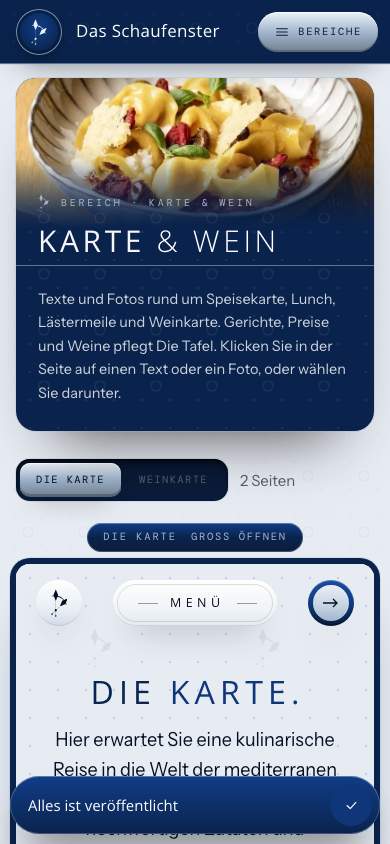 Das Schaufenster
BEREICHE
BEREICH · KARTE & WEIN
KARTE & WEIN
Texte und Fotos rund um Speisekarte, Lunch,
Lästermeile und Weinkarte. Gerichte, Preise
und Weine pflegt Die Tafel. Klicken Sie in der
Seite auf einen Text oder ein Foto, oder wählen
Sie darunter.
DIE KARTE WEINKARTE 2 Seiten
DIE KARTE GROSS ÖFFNEN
MENÜ
DIE KARTE.
Hier erwartet Sie eine kulinarische
Reise in die Welt der mediterranen
Alles ist veröffentlicht